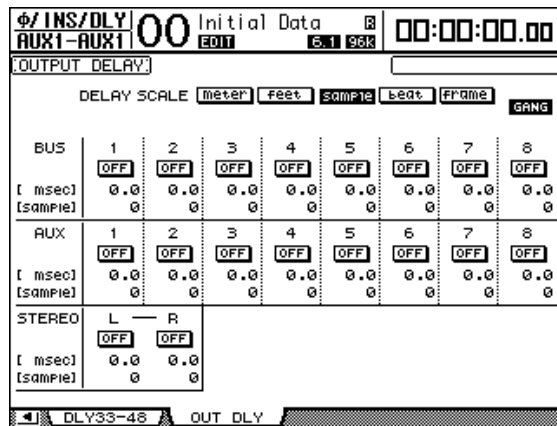 φ/INS/DLY 00 Initial Data R 00:00:00.00
AUX1-AUX1 EDIT 6.1 96K
OUTPUT DELAY
DELAY SCALE meter feet sample beat frame GANG
BUS 1 2 3 4 5 6 7 8
OFF OFF OFF OFF OFF OFF OFF OFF
[ msec] 0.0 0.0 0.0 0.0 0.0 0.0 0.0 0.0
[sample] 0 0 0 0 0 0 0 0
AUX 1 2 3 4 5 6 7 8
OFF OFF OFF OFF OFF OFF OFF OFF
[ msec] 0.0 0.0 0.0 0.0 0.0 0.0 0.0 0.0
[sample] 0 0 0 0 0 0 0 0
STEREO L — R
OFF OFF
[ msec] 0.0 0.0
[sample] 0 0
DLY33-48 OUT DLY